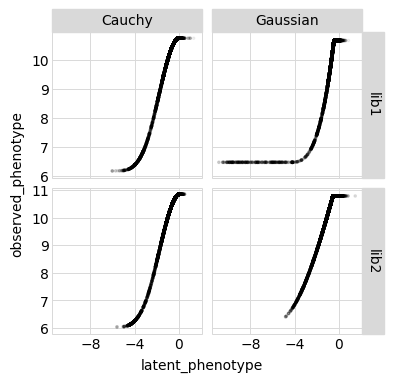 Cauchy Gaussian
observed_phenotype
10
9
8
7
6
lib1
11
10
9
8
7
6
lib2
−8 −4 0 −8 −4 0
latent_phenotype